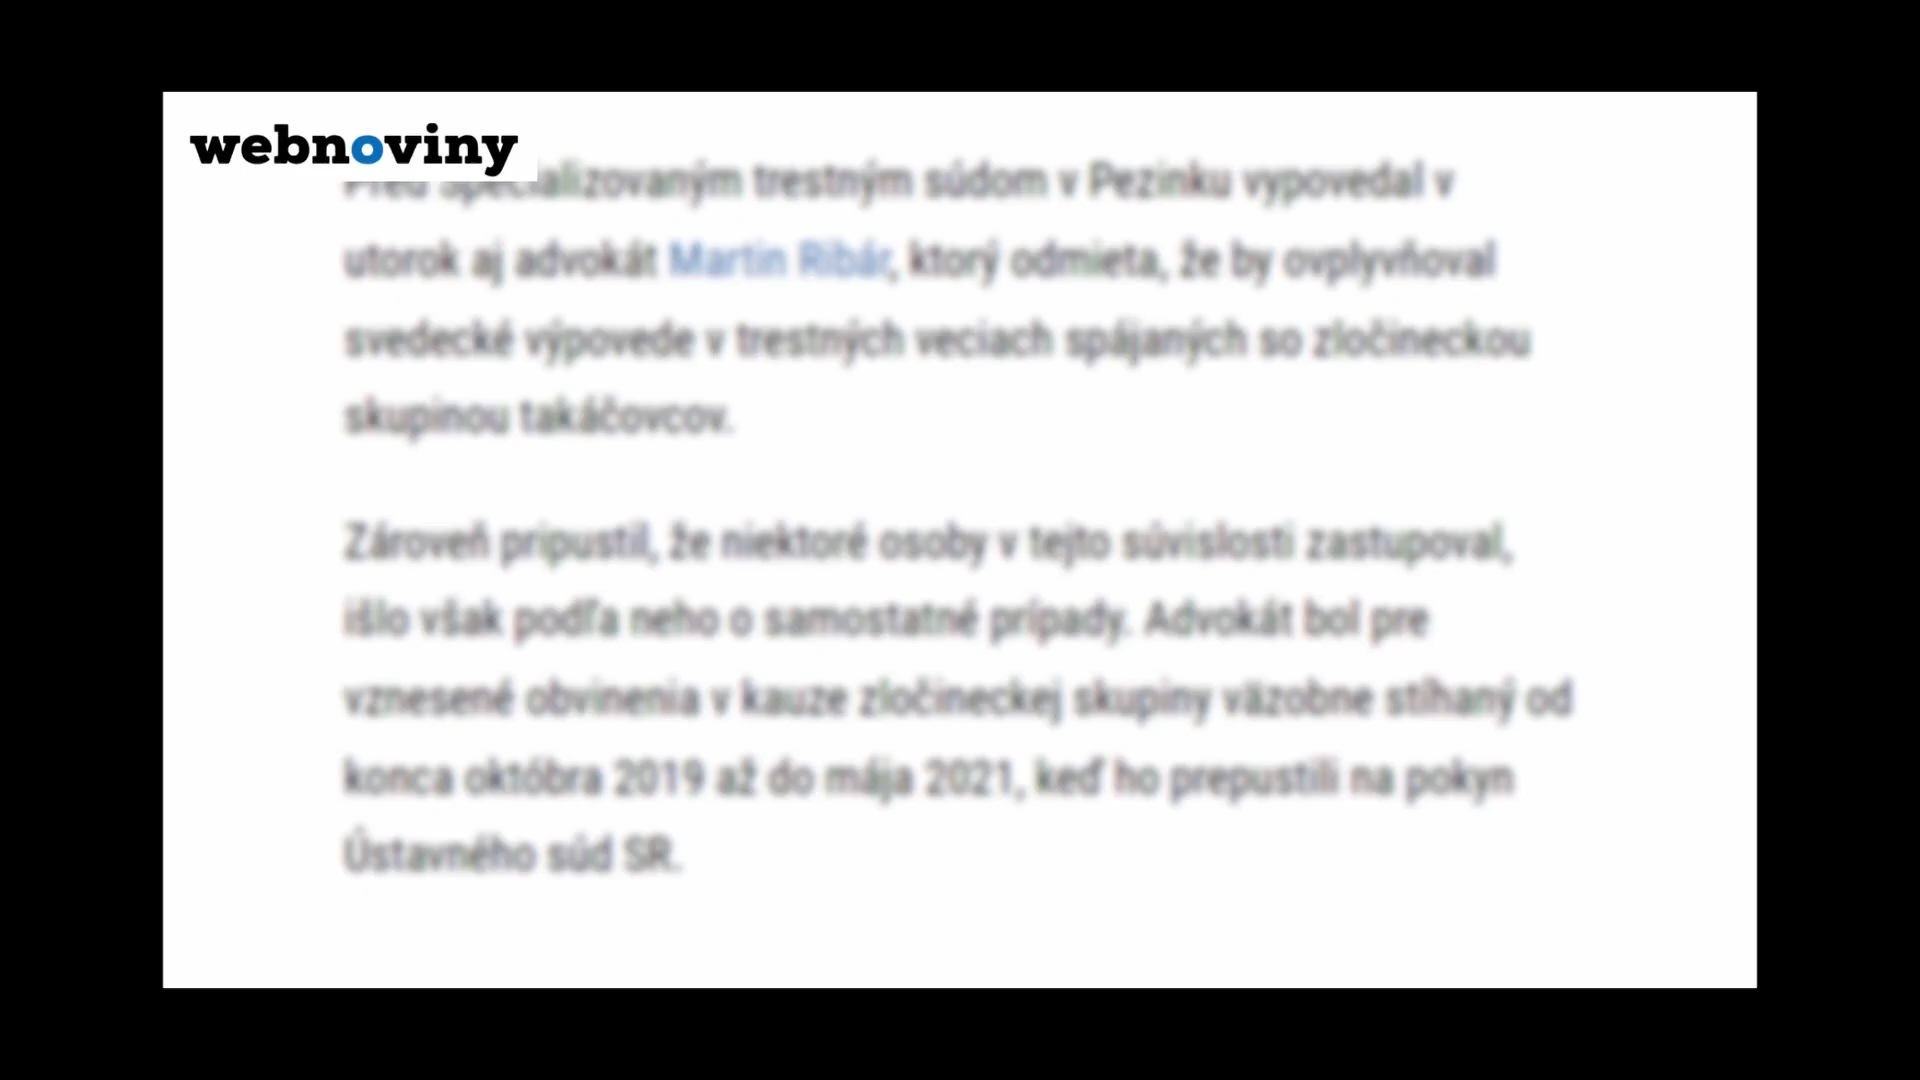 webnoviny
Pred Špecializovaným trestným súdom v Pezinku vypovedal v
utorok aj advokát Martin Ribár, ktorý odmieta, že by ovplyvňoval
svedecké výpovede v trestných veciach spájaných so zločineckou
skupinou takáčovcov.
Zároveň pripustil, že niektoré osoby v tejto súvislosti zastupoval,
išlo však podľa neho o samostatné prípady. Advokát bol pre
vznesené obvinenia v kauze zločineckej skupiny väzobne stíhaný od
konca októbra 2019 až do mája 2021, keď ho prepustili na pokyn
Ústavného súd SR.